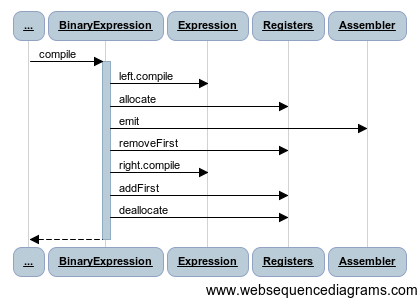 ... BinaryExpression Expression Registers Assembler
compile
left.compile
allocate
emit
removeFirst
right.compile
addFirst
deallocate
... BinaryExpression Expression Registers Assembler
www.websequencediagrams.com